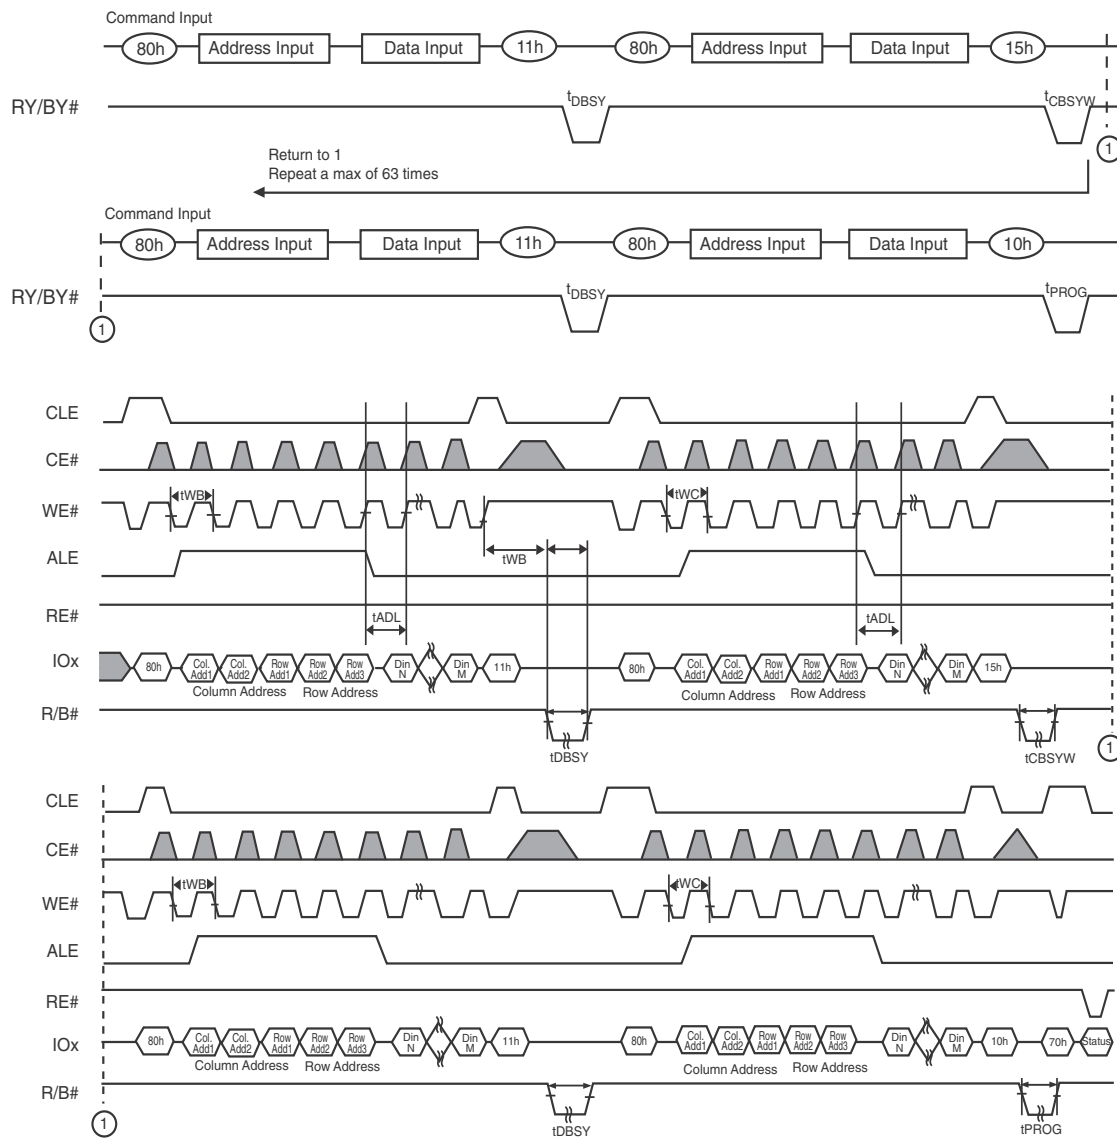 Command Input
80h Address Input Data Input 11h 80h Address Input Data Input 15h
RY/BY# tDBSY tCBSYW
1
Return to 1
Repeat a max of 63 times
Command Input
80h Address Input Data Input 11h 80h Address Input Data Input 10h
RY/BY# tDBSY tPROG
1
CLE
CE#
WE# tWB tWC
ALE tWB
RE# tADL tADL
IOx 80h Col. Add1 Col. Add2 Row Add1 Row Add2 Row Add3 Din N Din M 11h 80h Col. Add1 Col. Add2 Row Add1 Row Add2 Row Add3 Din N Din M 15h
Column Address Row Address Column Address Row Address
R/B#
tDBSY tCBSYW 1
CLE
CE#
WE# tWB tWC
ALE
RE#
IOx 80h Col. Add1 Col. Add2 Row Add1 Row Add2 Row Add3 Din N Din M 11h 80h Col. Add1 Col. Add2 Row Add1 Row Add2 Row Add3 Din N Din M 10h 70h Status
Column Address Row Address Column Address Row Address
R/B#
1 tDBSY tPROG